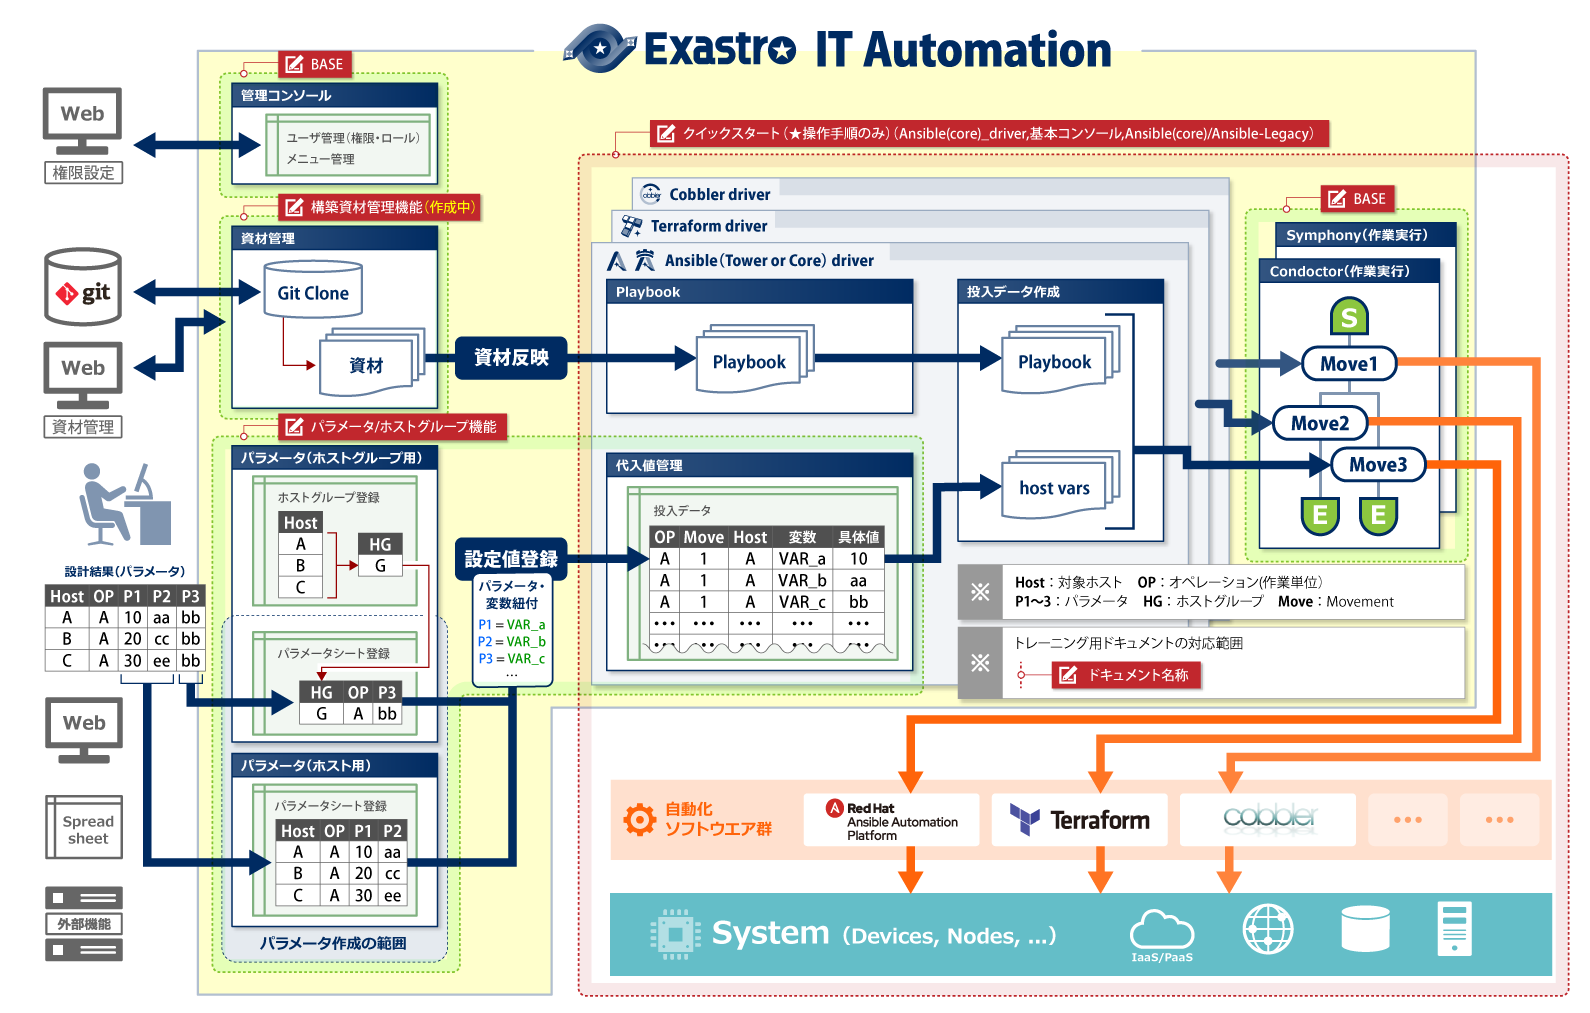 Exastro IT Automation
BASE
管理コンソール
ユーザ管理(権限・ロール)
メニュー管理
Web
権限設定
構築資材管理機能(作成中)
資材管理
Git Clone
資材
git
Web
資材管理
資材反映
クイックスタート(★操作手順のみ)(Ansible(core)_driver,基本コンソール,Ansible(core)/Ansible-Legacy)
cobbler
Cobbler driver
Terraform driver
Ansible(Tower or Core) driver
Playbook
Playbook
投入データ作成
Playbook
host vars
BASE
Symphony(作業実行)
Condoctor(作業実行)
S
Move1
Move2
Move3
E E
パラメータ/ホストグループ機能
パラメータ(ホストグループ用)
ホストグループ登録
Host
A
B
C
HG
G
パラメータシート登録
HG OP P3
G A bb
パラメータ(ホスト用)
パラメータシート登録
Host OP P1 P2
A A 10 aa
B A 20 cc
C A 30 ee
パラメータ作成の範囲
設計結果(パラメータ)
Host OP P1 P2 P3
A A 10 aa bb
B A 20 cc bb
C A 30 ee bb
Web
Spread
sheet
外部機能
設定値登録
パラメータ・
変数紐付
P1 = VAR_a
P2 = VAR_b
P3 = VAR_c
...
代入値管理
投入データ
OP Move Host 変数 具体値
A 1 A VAR_a 10
A 1 A VAR_b aa
A 1 A VAR_c bb
••• ••• ••• ••• •••
••• ••• ••• ••• •••
※
Host：対象ホスト OP：オペレーション(作業単位)
P1～3：パラメータ HG：ホストグループ Move：Movement
※
トレーニング用ドキュメントの対応範囲
ドキュメント名称
自動化
ソフトウエア群
Red Hat
Ansible Automation
Platform
Terraform
cobbler
•••
•••
System (Devices, Nodes, ...)
IaaS/PaaS